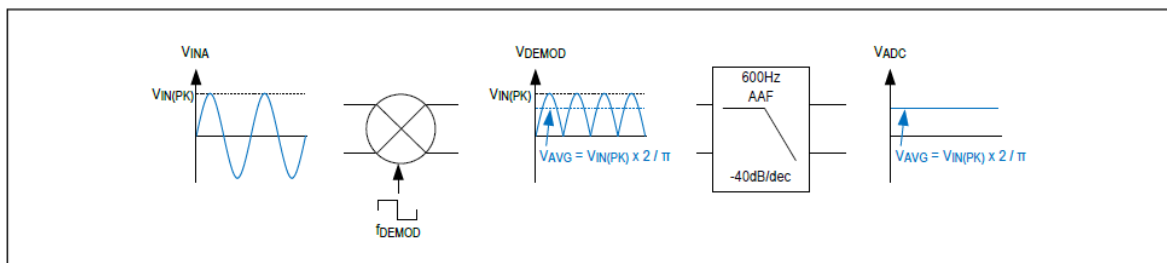 VINA
VIN(PK)
fDEMOD
VDEMOD
VIN(PK)
VAVG = VIN(PK) x 2 / π
600Hz
AAF
-40dB/dec
VADC
VAVG = VIN(PK) x 2 / π